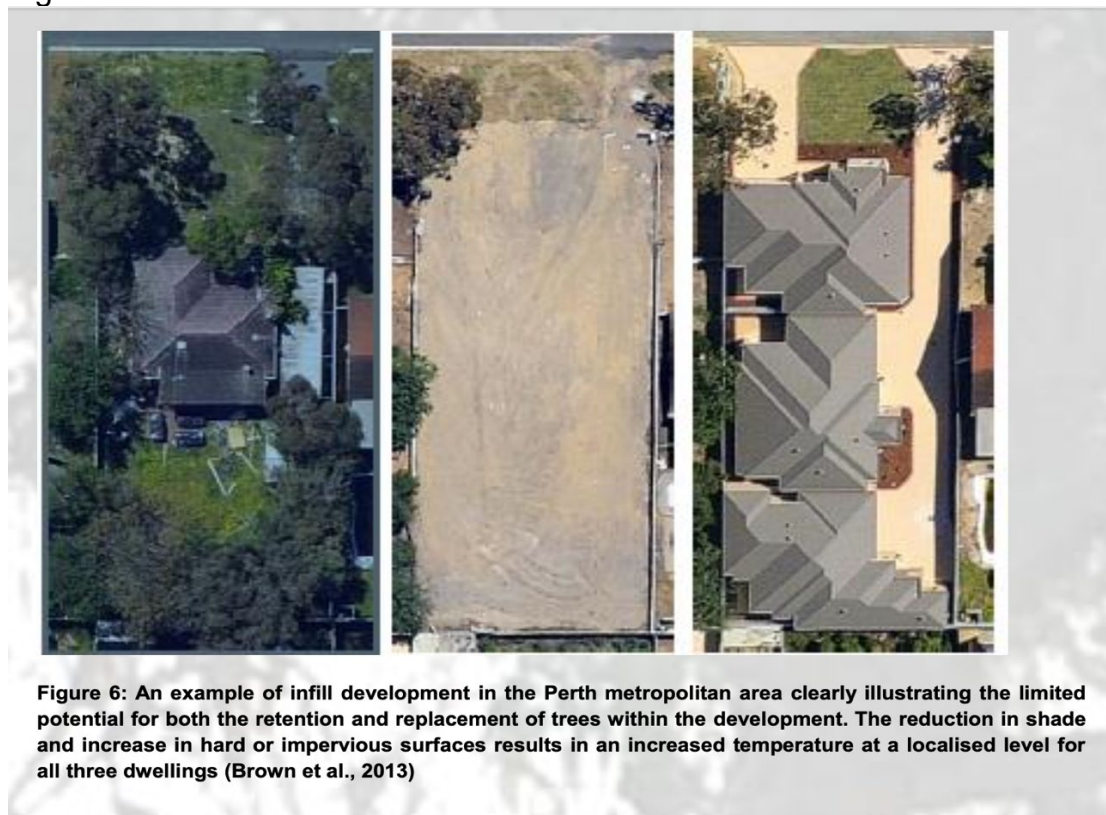 Figure 6: An example of infill development in the Perth metropolitan area clearly illustrating the limited
potential for both the retention and replacement of trees within the development. The reduction in shade
and increase in hard or impervious surfaces results in an increased temperature at a localised level for
all three dwellings (Brown et al., 2013)